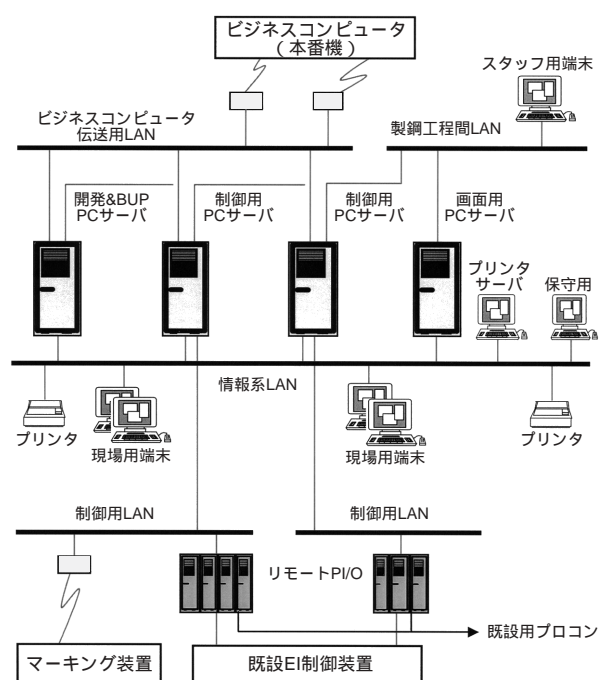 ビジネスコンピュータ
（本番機）
スタッフ用端末
ビジネスコンピュータ
伝送用LAN
製鋼工程間LAN
開発&BUP
PCサーバ
制御用
PCサーバ
制御用
PCサーバ
画面用
PCサーバ
プリンタ
サーバ
保守用
情報系LAN
プリンタ
現場用端末
現場用端末
プリンタ
制御用LAN
制御用LAN
リモートPI/O
既設用プロコン
マーキング装置
既設EI制御装置